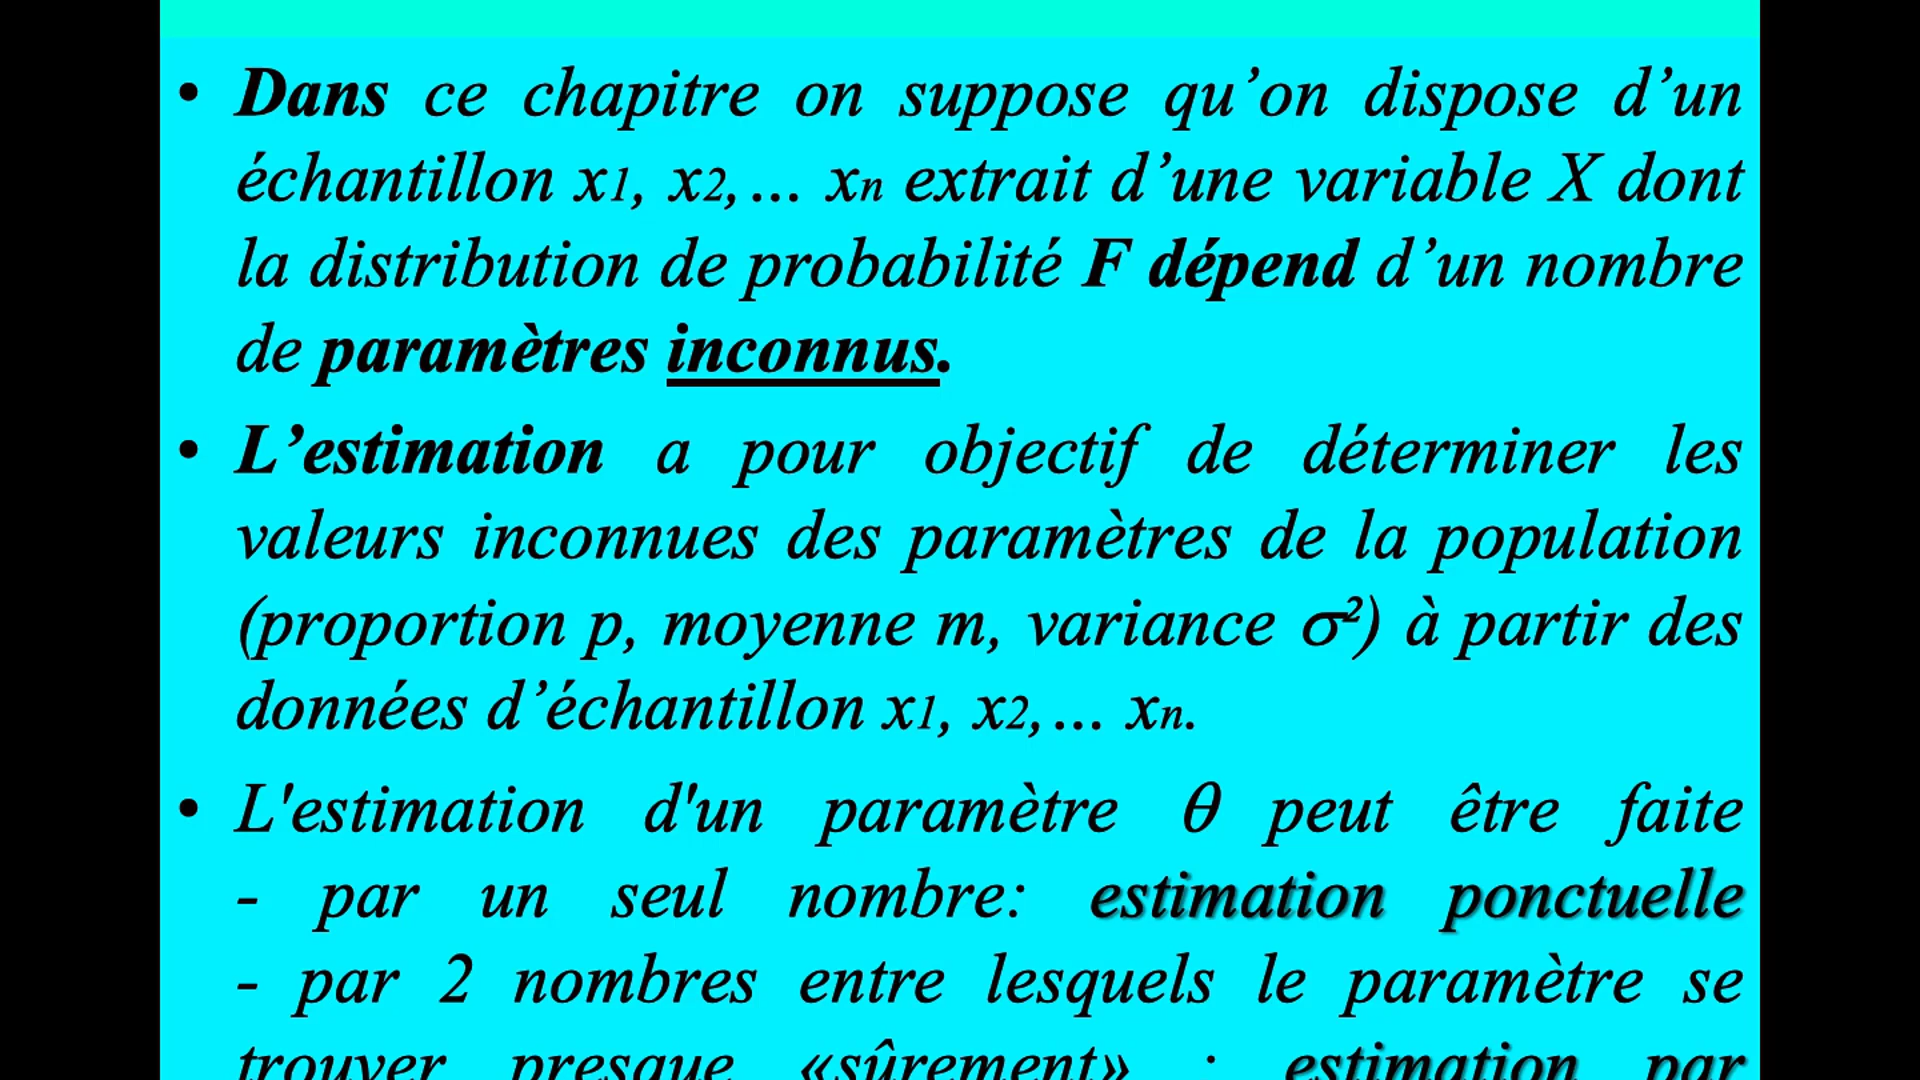 • Dans ce chapitre on suppose qu’on dispose d’un
échantillon x1, x2,… xn extrait d’une variable X dont
la distribution de probabilité F dépend d’un nombre
de paramètres inconnus.
• L’estimation a pour objectif de déterminer les
valeurs inconnues des paramètres de la population
(proportion p, moyenne m, variance σ²) à partir des
données d’échantillon x1, x2,… xn.
• L'estimation d'un paramètre θ peut être faite
- par un seul nombre: estimation ponctuelle
- par 2 nombres entre lesquels le paramètre se
trouver presque «sûrement» : estimation par